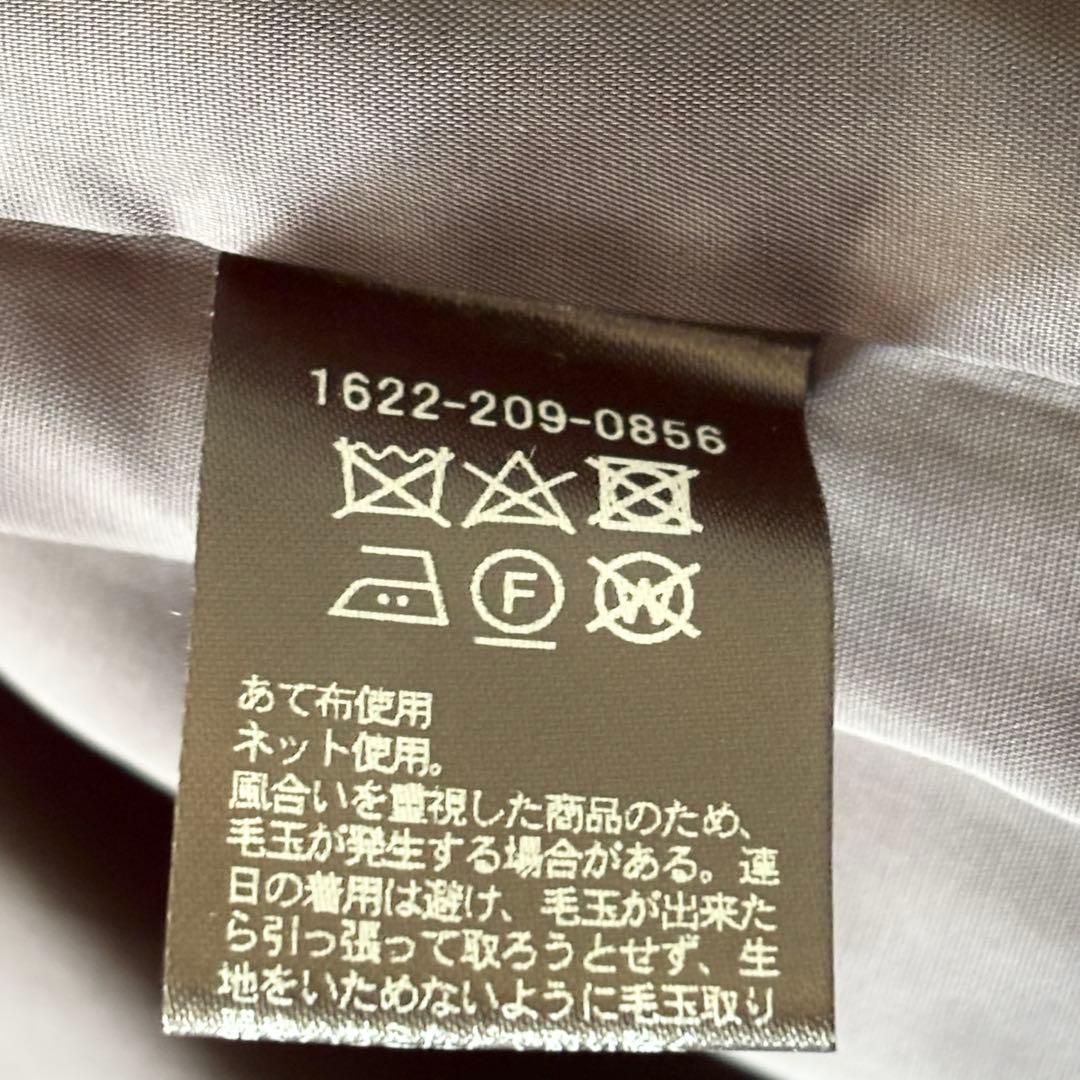 1622-209-0856
F
W
あて布使用
ネット使用。
風合いを重視した商品のため、
毛玉が発生する場合がある。連
日の着用は避け、毛玉が出来た
ら引っ張って取ろうとせず、生
地をいためないように毛玉取り